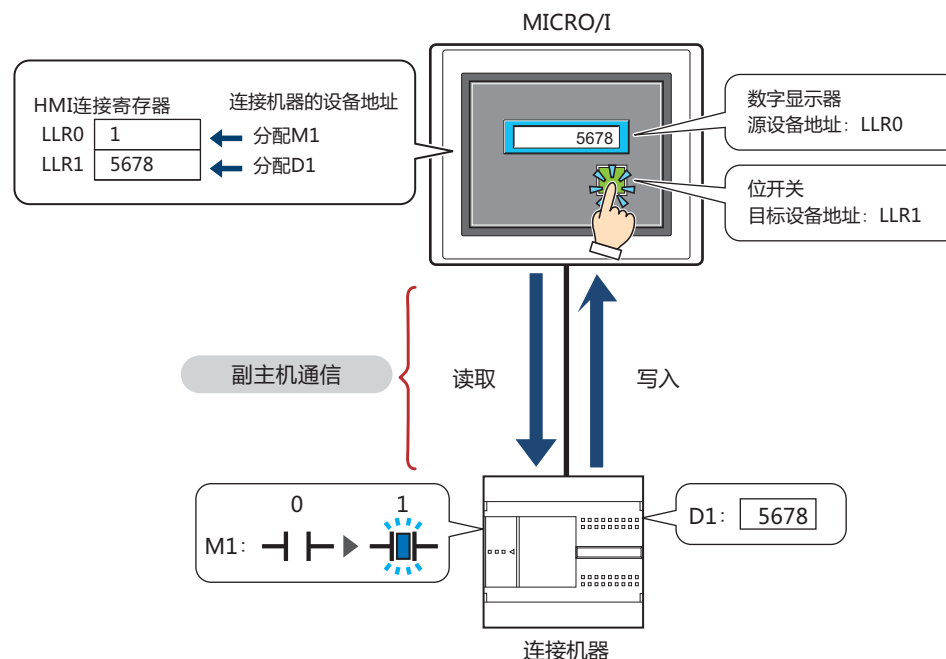 MICRO/I
HMI连接寄存器
连接机器的设备地址
LLR0 1 分配M1
LLR1 5678 分配D1
5678
数字显示器
源设备地址：LLR0
位开关
目标设备地址：LLR1
副主机通信
读取
写入
0 1
M1：
D1： 5678
连接机器